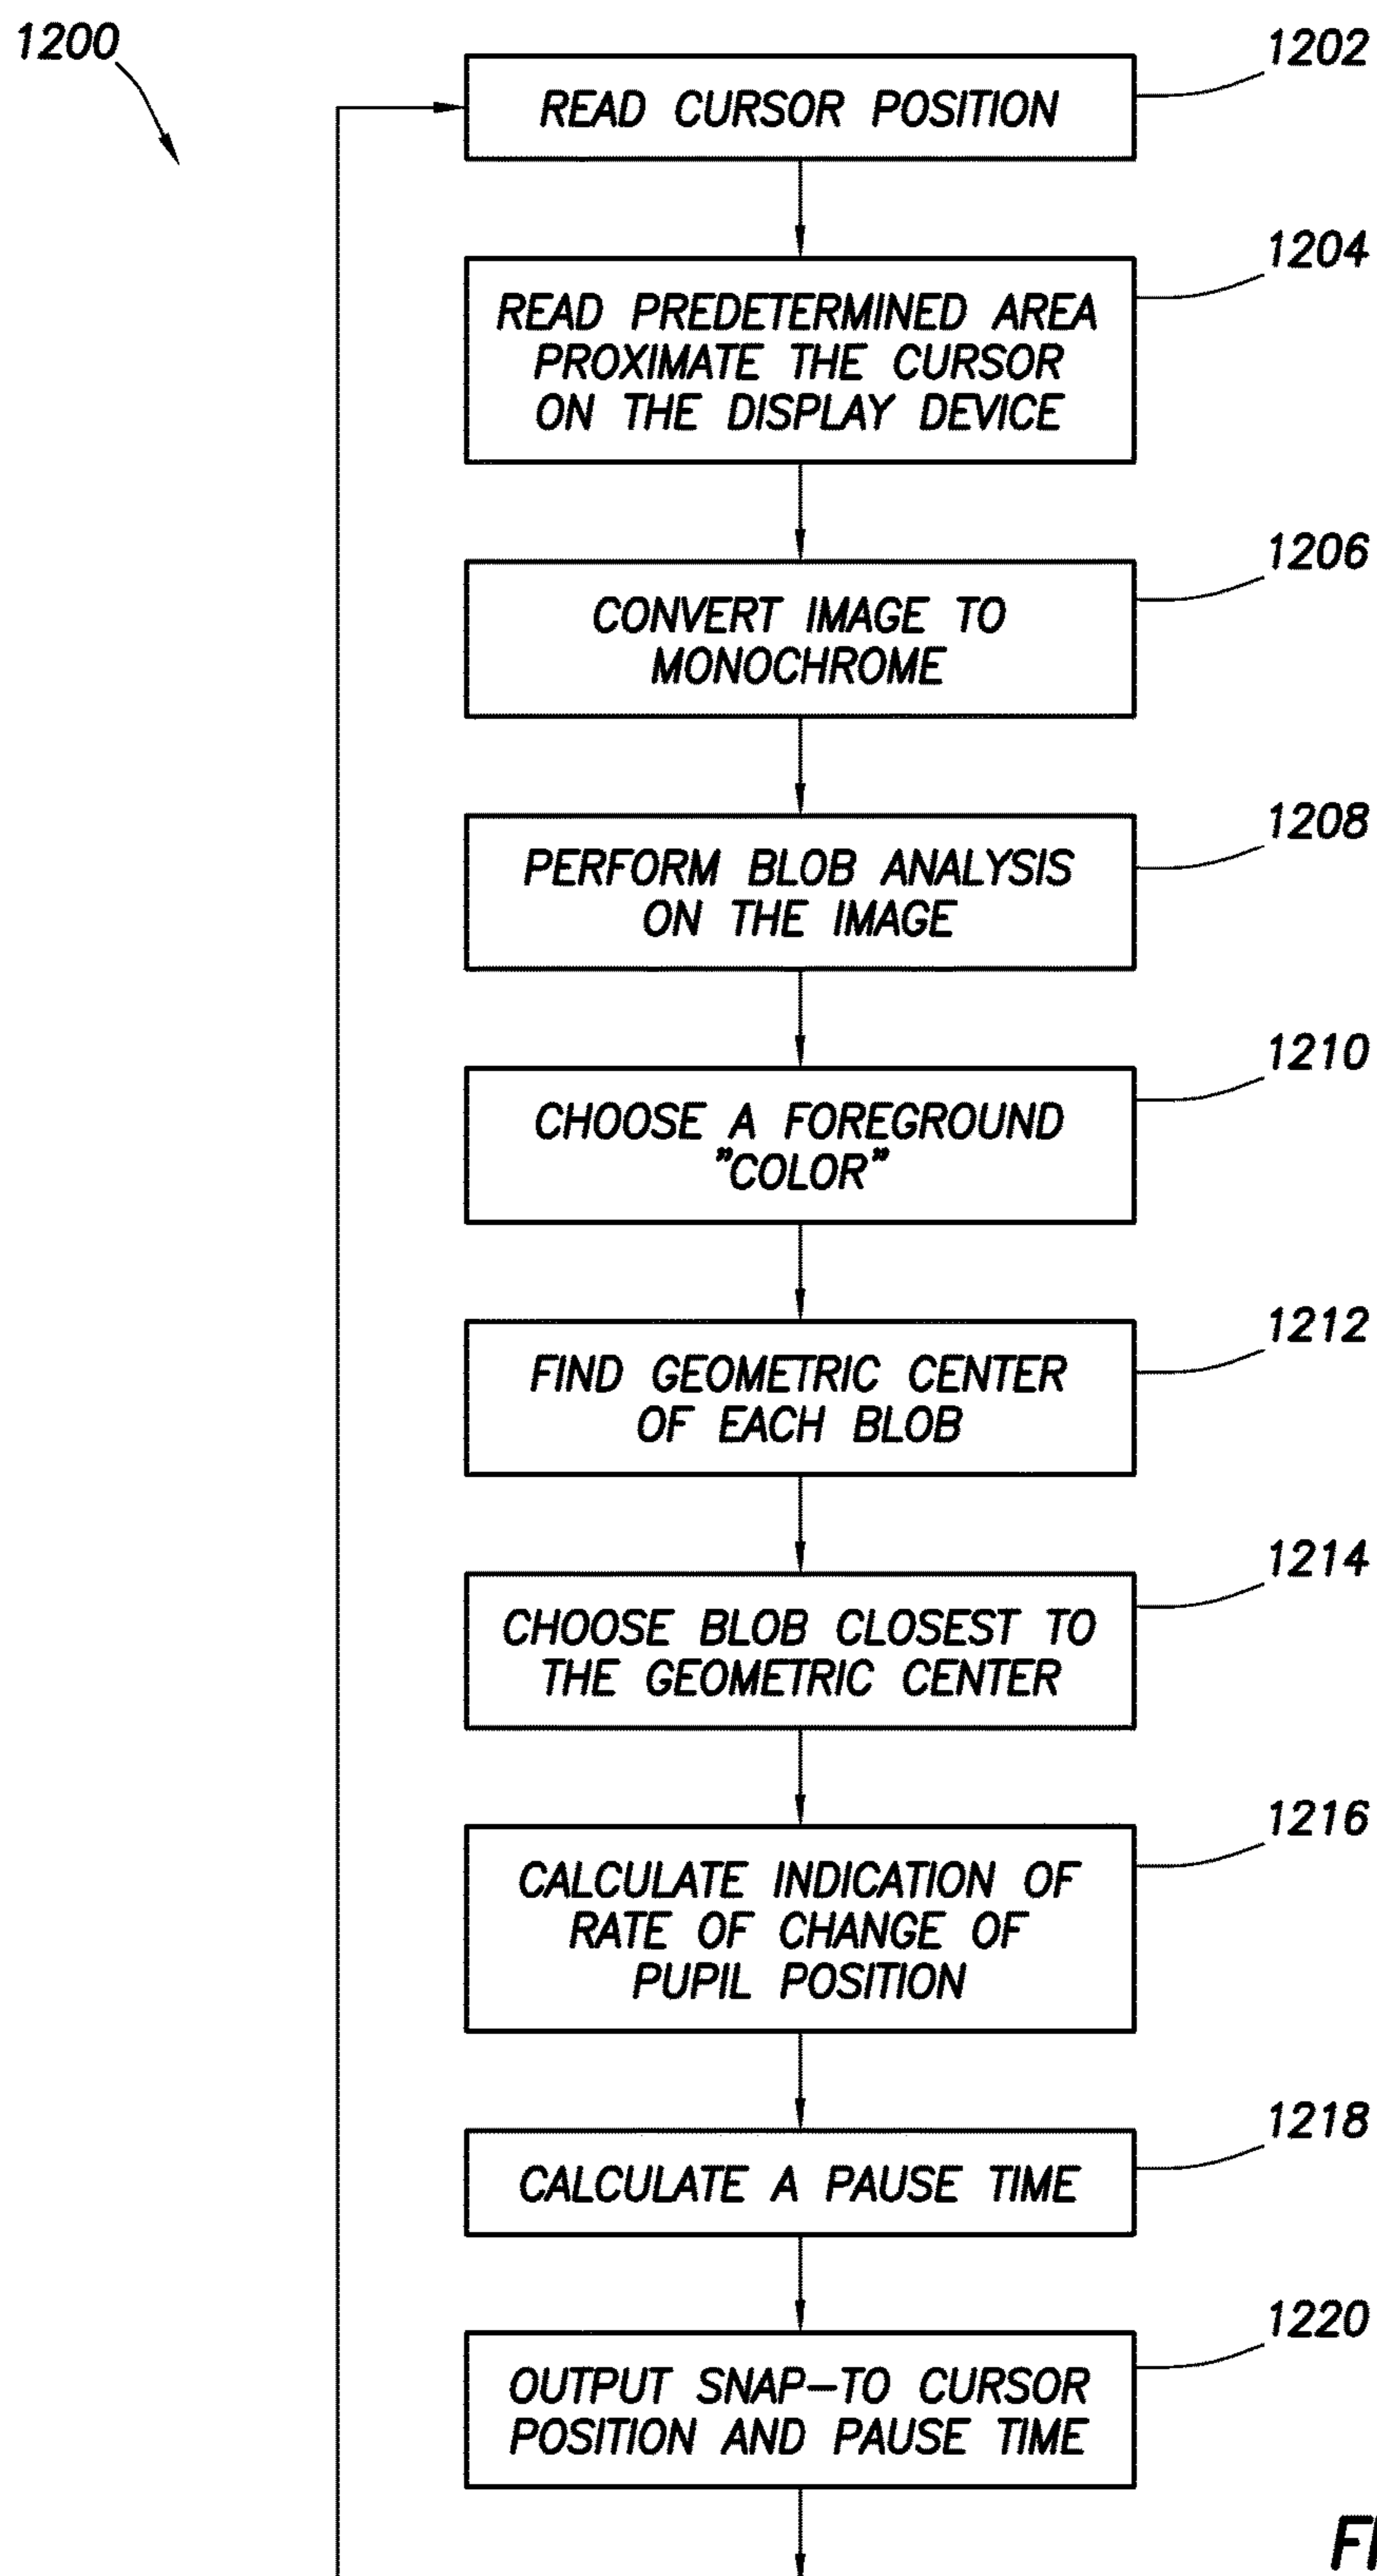 1200
1202
READ CURSOR POSITION
1204
READ PREDETERMINED AREA
PROXIMATE THE CURSOR
ON THE DISPLAY DEVICE
1206
CONVERT IMAGE TO
MONOCHROME
1208
PERFORM BLOB ANALYSIS
ON THE IMAGE
1210
CHOOSE A FOREGROUND
"COLOR"
1212
FIND GEOMETRIC CENTER
OF EACH BLOB
1214
CHOOSE BLOB CLOSEST TO
THE GEOMETRIC CENTER
1216
CALCULATE INDICATION OF
RATE OF CHANGE OF
PUPIL POSITION
1218
CALCULATE A PAUSE TIME
1220
OUTPUT SNAP-TO CURSOR
POSITION AND PAUSE TIME